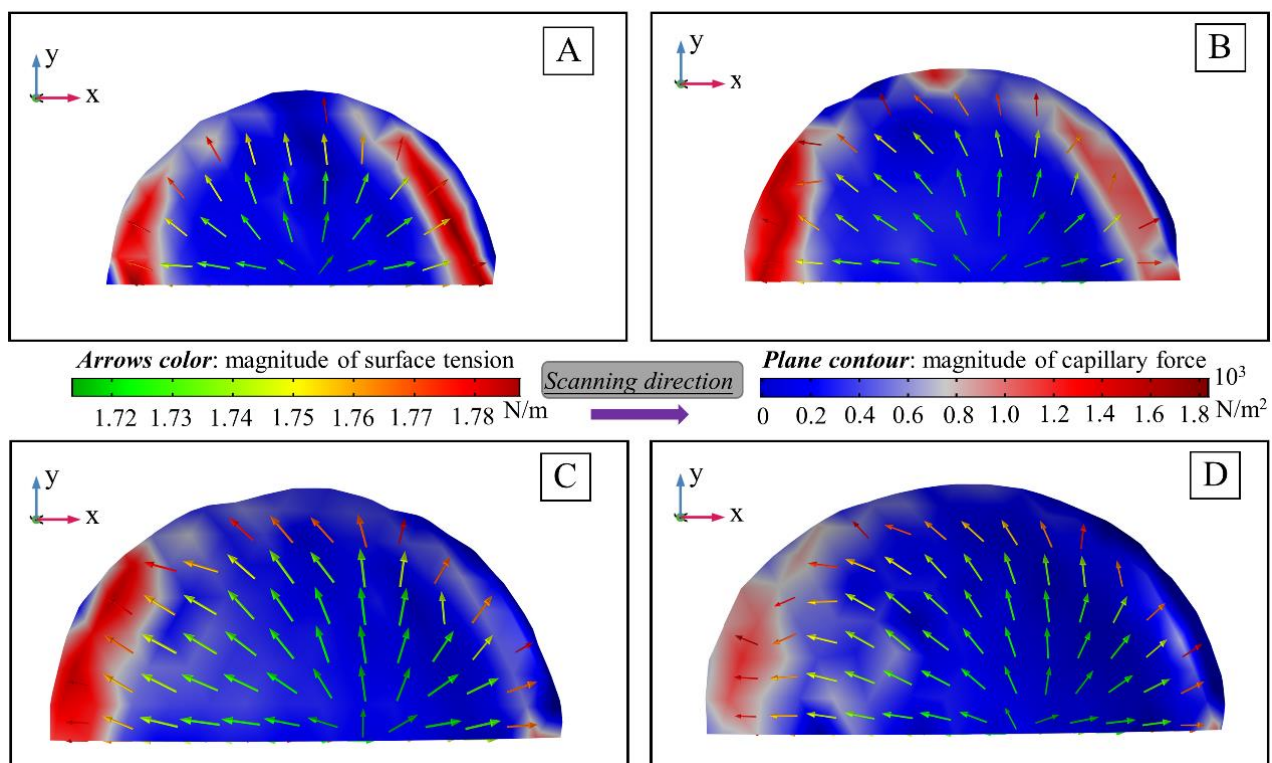 A
y
x
B
y
x
Arrows color: magnitude of surface tension
1.72 1.73 1.74 1.75 1.76 1.77 1.78 N/m
Scanning direction
Plane contour: magnitude of capillary force
0 0.2 0.4 0.6 0.8 1.0 1.2 1.4 1.6 1.8
10³
N/m²
C
y
x
D
y
x